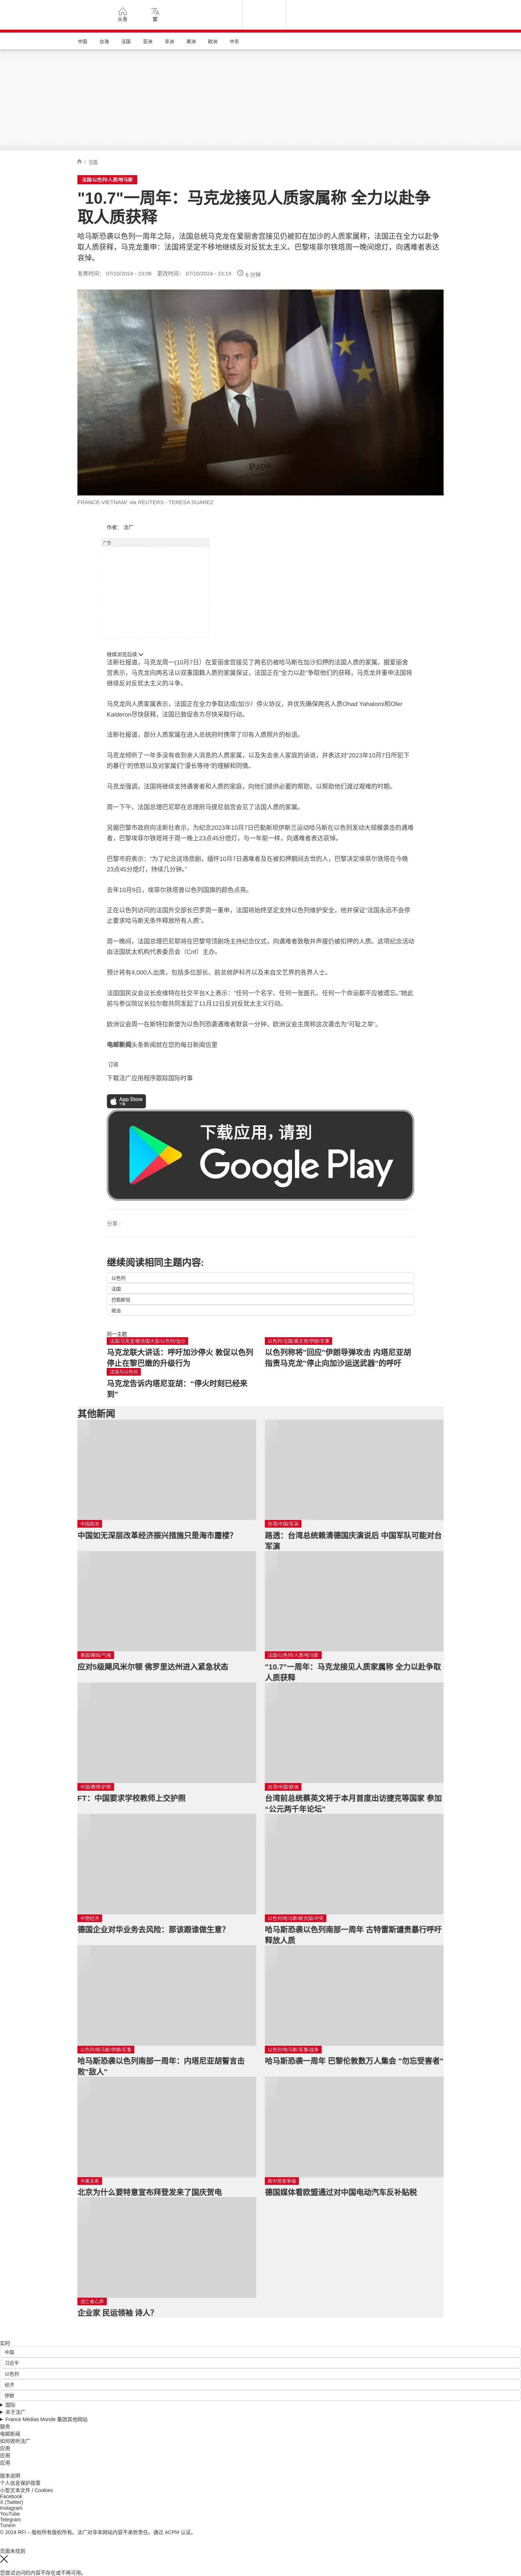 头条
繁
中国
台海
法国
亚洲
非洲
美洲
欧洲
中东
/ 法国
法国/以色列/人质/哈马斯
"10.7"一周年：马克龙接见人质家属称 全力以赴争
取人质获释
哈马斯恐袭以色列一周年之际，法国总统马克龙在爱丽舍宫接见仍被扣在加沙的人质家属称，法国正在全力以赴争
取人质获释，马克龙重申：法国将坚定不移地继续反对反犹太主义。巴黎埃菲尔铁塔周一晚间熄灯，向遇难者表达
哀悼。
发表时间： 07/10/2024 - 23:06 更改时间： 07/10/2024 - 23:19 6 分钟
Paris
FRANCE-VIETNAM/ via REUTERS - TERESA SUAREZ
作者： 法广
广告
继续浏览后续
法新社报道，马克龙周一(10月7日）在爱丽舍宫接见了两名仍被哈马斯在加沙扣押的法国人质的家属。据爱丽舍
宫表示，马克龙向两名法以双重国籍人质的家属保证，法国正在"全力以赴"争取他们的获释，马克龙并重申法国将
继续反对反犹太主义的斗争。
马克龙向人质家属表示，法国正在全力争取达成(加沙）停火协议，并优先确保两名人质Ohad Yahalomi和Ofer
Kalderon尽快获释，法国已敦促各方尽快采取行动。
法新社报道，部分人质家属在进入总统府时携带了印有人质照片的标语。
马克龙倾听了一年多没有收到亲人消息的人质家属，以及失去亲人家庭的诉说，并表达对"2023年10月7日所犯下
的暴行"的愤怒以及对家属们"漫长等待"的理解和同情。
马克龙强调，法国将继续支持遇害者和人质的家庭，向他们提供必要的帮助，以帮助他们渡过艰难的时期。
周一下午，法国总理巴尼耶在总理府马提尼翁宫会见了法国人质的家属。
另据巴黎市政府向法新社表示，为纪念2023年10月7日巴勒斯坦伊斯兰运动哈马斯在以色列发动大规模袭击的遇难
者，巴黎埃菲尔铁塔将于周一晚上23点45分熄灯，与一年前一样，向遇难者表达哀悼。
巴黎市府表示："为了纪念这场悲剧，缅怀10月7日遇难者及在被扣押期间去世的人，巴黎决定埃菲尔铁塔在今晚
23点45分熄灯，持续几分钟。"
去年10月9日，埃菲尔铁塔曾以色列国旗的颜色点亮。
正在以色列访问的法国外交部长巴罗周一重申，法国将始终坚定支持以色列维护安全，他并保证"法国永远不会停
止要求哈马斯无条件释放所有人质"。
周一晚间，法国总理巴尼耶将在巴黎穹顶剧场主持纪念仪式，向遇难者致敬并声援仍被扣押的人质。这项纪念活动
由法国犹太机构代表委员会（Crif）主办。
预计将有4,000人出席，包括多位部长、前总统萨科齐以及来自文艺界的各界人士。
法国国民议会议长皮维特在社交平台X上表示："任何一个名字、任何一张面孔、任何一个命运都不应被遗忘。"她此
前与参议院议长拉尔歇共同发起了11月12日反对反犹太主义行动。
欧洲议会周一在斯特拉斯堡为以色列恐袭遇难者默哀一分钟，欧洲议会主席称这次袭击为"可耻之举"。
电邮新闻头条新闻就在您的每日新闻信里
订阅
下载法广应用程序跟踪国际时事
App Store
下载应用，请到
Google Play
分享 :
继续阅读相同主题内容:
以色列
法国
巴勒斯坦
政治
同一主题
法国/马克龙/联合国大会/以色列/加沙
马克龙联大讲话：呼吁加沙停火 敦促以色列
停止在黎巴嫩的升级行为
以色列/法国/真主党/伊朗/军事
以色列称将"回应"伊朗导弹攻击 内塔尼亚胡
指责马克龙"停止向加沙运送武器"的呼吁
法国与以色列
马克龙告诉内塔尼亚胡："停火时刻已经来
到"
其他新闻
中国政治
中国如无深层改革经济振兴措施只是海市蜃楼?
台湾/中国/军演
路透：台湾总统赖清德国庆演说后 中国军队可能对台
军演
美国/飓风/气候
应对5级飓风米尔顿 佛罗里达州进入紧急状态
法国/以色列/人质/哈马斯
"10.7"一周年：马克龙接见人质家属称 全力以赴争取
人质获释
中国/教师/护照
FT：中国要求学校教师上交护照
台湾/中国/欧洲
台湾前总统蔡英文将于本月首度出访捷克等国家 参加
"公元两千年论坛"
中德经济
德国企业对华业务去风险：那该跟谁做生意?
以色列/哈马斯/联合国/冲突
哈马斯恐袭以色列南部一周年 古特雷斯谴责暴行呼吁
释放人质
以色列/哈马斯/伊朗/军事
哈马斯恐袭以色列南部一周年：内塔尼亚胡誓言击
败"敌人"
以色列/哈马斯/军事/战争
哈马斯恐袭一周年 巴黎伦敦数万人集会 "勿忘受害者"
中美关系
北京为什么要特意宣布拜登发来了国庆贺电
欧中贸易争端
德国媒体看欧盟通过对中国电动汽车反补贴税
流亡者心声
企业家 民运领袖 诗人?
实时
中国
习近平
以色列
经济
伊朗
国际
关于法广
France Médias Monde 集团其他网站
服务
电邮新闻
如何收听法广
应用
应用
应用
版本说明
个人信息保护政策
小型文本文件 / Cookies
Facebook
X (Twitter)
Instagram
YouTube
Telegram
TuneIn
© 2024 RFI – 版权所有版权所有。法广对非本网站内容不承担责任。通过 ACPM 认证。
页面未找到
您尝试访问的内容不存在或不再可用。